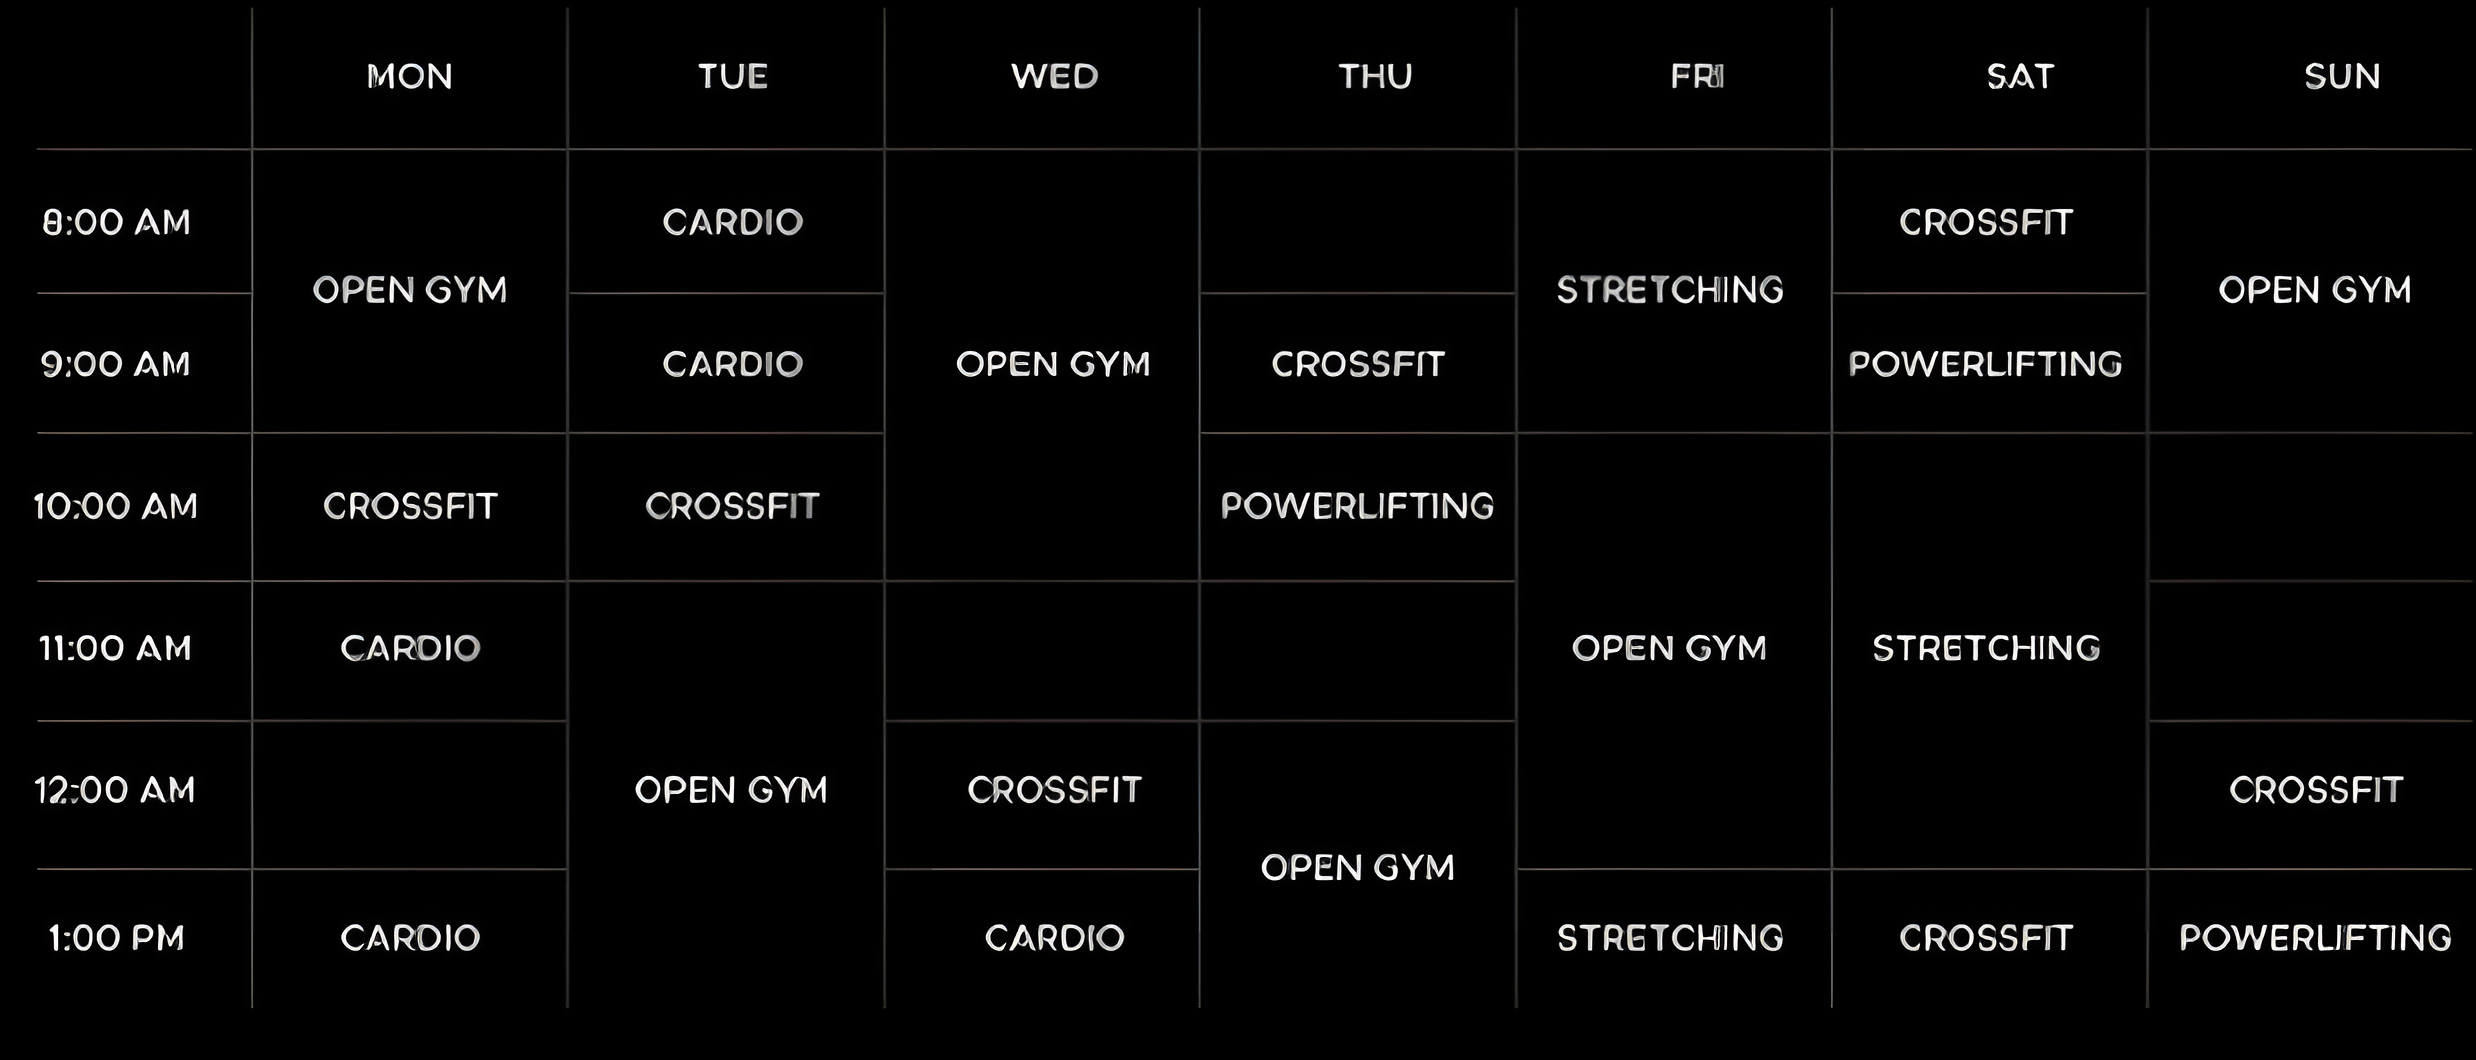 MON TUE WED THU FRI SAT SUN
8:00 AM CARDIO CROSSFIT
OPEN GYM STRETCHING OPEN GYM
9:00 AM CARDIO OPEN GYM CROSSFIT POWERLIFTING
10:00 AM CROSSFIT CROSSFIT POWERLIFTING
11:00 AM CARDIO OPEN GYM STRETCHING
12:00 AM OPEN GYM CROSSFIT CROSSFIT
OPEN GYM
1:00 PM CARDIO CARDIO STRETCHING CROSSFIT POWERLIFTING